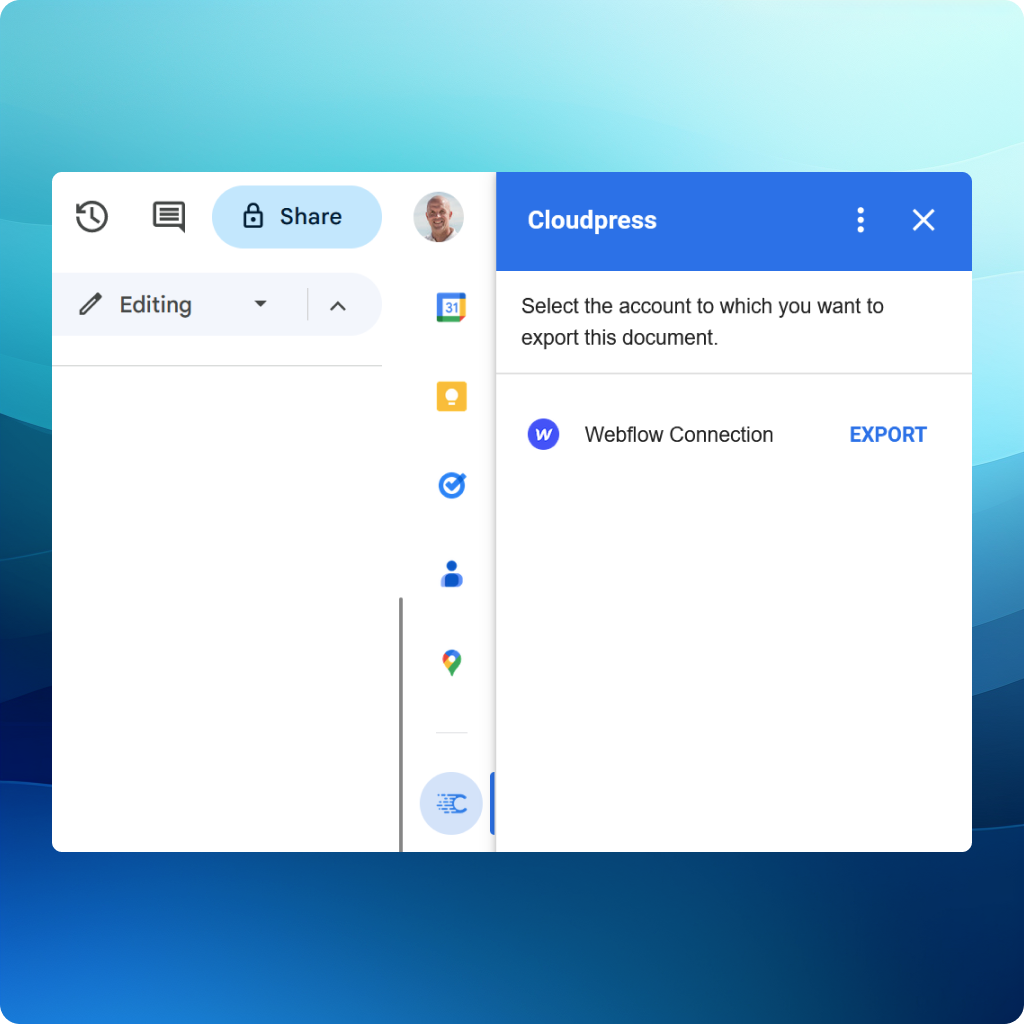 Share
Cloudpress
Editing
31
Select the account to which you want to
export this document.
W
Webflow Connection
EXPORT
C